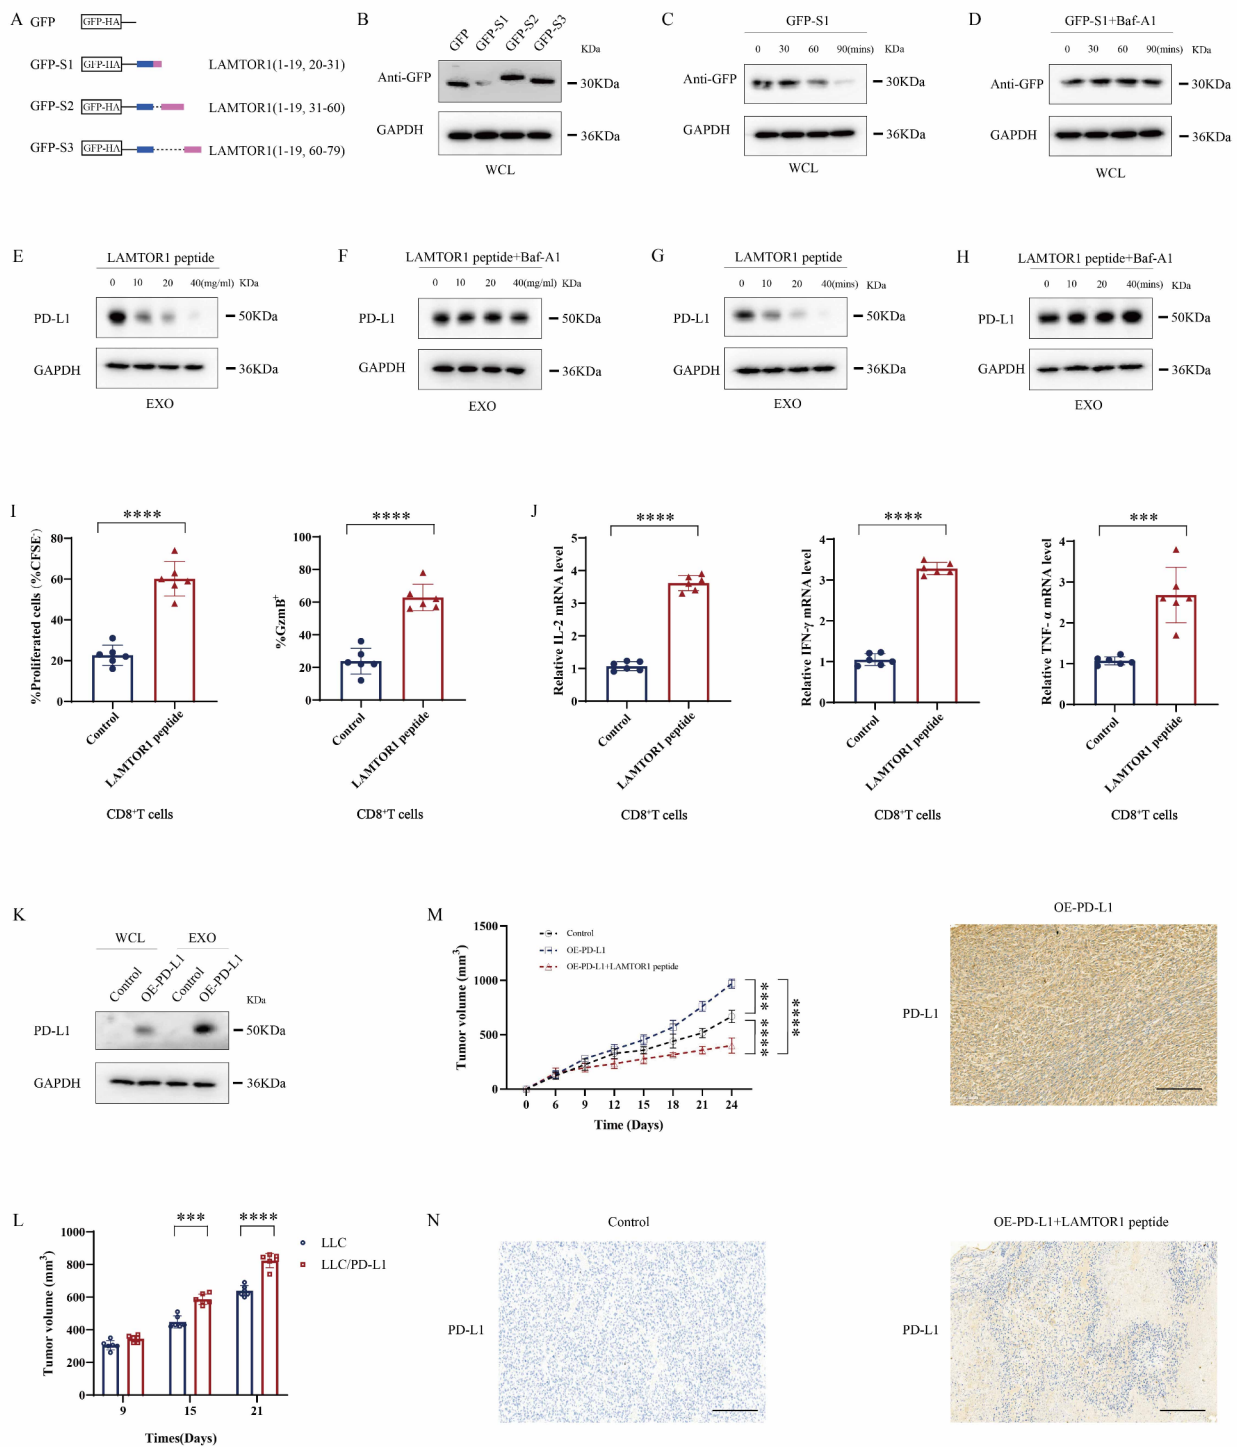 A
GFP
GFP-HA
GFP-S1
GFP-HA
LAMTOR1(1-19, 20-31)
GFP-S2
GFP-HA
LAMTOR1(1-19, 31-60)
GFP-S3
GFP-HA
LAMTOR1(1-19, 60-79)
B
GFP
GFP-S1
GFP-S2
GFP-S3
KDa
Anti-GFP
30KDa
GAPDH
36KDa
WCL
C
GFP-S1
0 30 60 90(mins) KDa
Anti-GFP
30KDa
GAPDH
36KDa
WCL
D
GFP-S1+Baf-A1
0 30 60 90(mins) KDa
Anti-GFP
30KDa
GAPDH
36KDa
WCL
E
LAMTOR1 peptide
0 10 20 40(mg/ml) KDa
PD-L1
50KDa
GAPDH
36KDa
EXO
F
LAMTOR1 peptide+Baf-A1
0 10 20 40(mg/ml) KDa
PD-L1
50KDa
GAPDH
36KDa
EXO
G
LAMTOR1 peptide
0 10 20 40(mins) KDa
PD-L1
50KDa
GAPDH
36KDa
EXO
H
LAMTOR1 peptide+Baf-A1
0 10 20 40(mins) KDa
PD-L1
50KDa
GAPDH
36KDa
EXO
I
****
%Proliferated cells (%CFSE⁻)
80
60
40
20
0
Control
LAMTOR1 peptide
CD8⁺T cells
****
%GzmB⁺
100
80
60
40
20
0
Control
LAMTOR1 peptide
CD8⁺T cells
J
****
Relative IL-2 mRNA level
5
4
3
2
1
0
Control
LAMTOR1 peptide
CD8⁺T cells
****
Relative IFN-γ mRNA level
4
3
2
1
0
Control
LAMTOR1 peptide
CD8⁺T cells
***
Relative TNF- α mRNA level
4
3
2
1
0
Control
LAMTOR1 peptide
CD8⁺T cells
K
WCL EXO
Control
OE-PD-L1
Control
OE-PD-L1
KDa
PD-L1
50KDa
GAPDH
36KDa
M
Tumor volume (mm³)
1500
1000
500
0
Control
OE-PD-L1
OE-PD-L1+LAMTOR1 peptide
***
****
****
0 6 9 12 15 18 21 24
Time (Days)
OE-PD-L1
PD-L1
L
Tumor volume (mm³)
1000
800
600
400
200
0
*** ****
LLC
LLC/PD-L1
9 15 21
Times(Days)
N
Control
PD-L1
OE-PD-L1+LAMTOR1 peptide
PD-L1